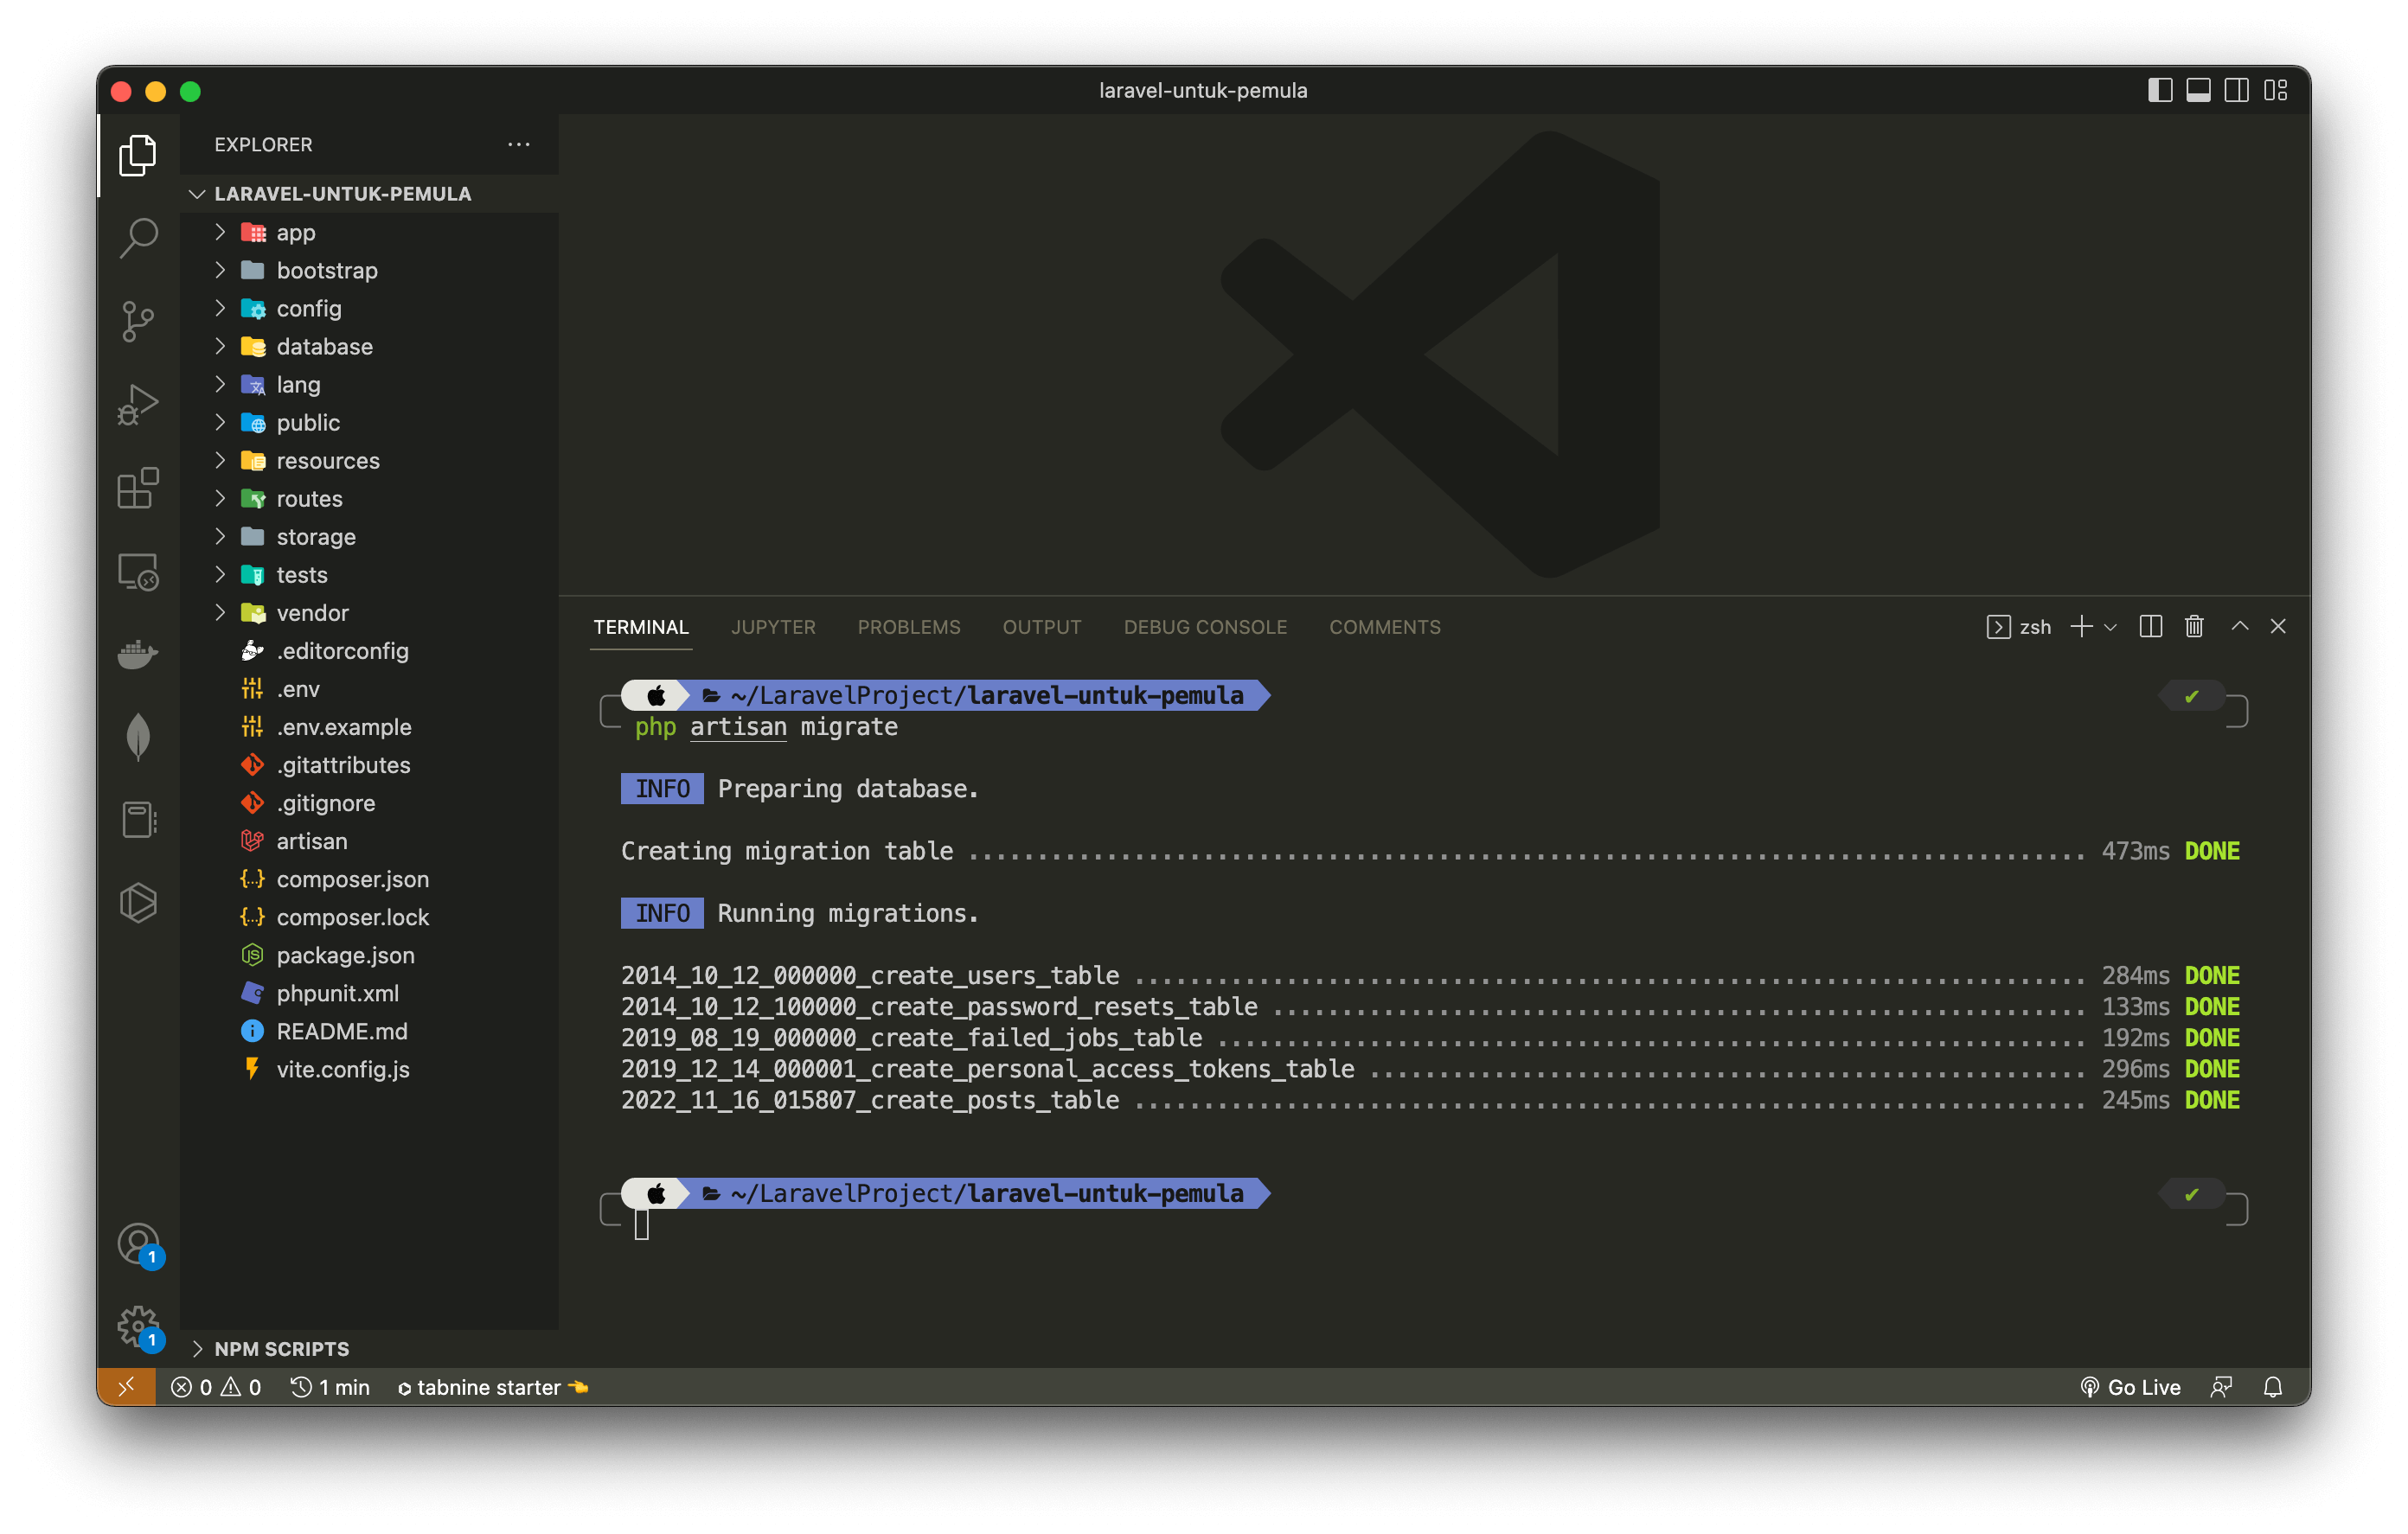 laravel-untuk-pemula
EXPLORER
LARAVEL-UNTUK-PEMULA
app
bootstrap
config
database
lang
public
resources
routes
storage
tests
vendor
.editorconfig
.env
.env.example
.gitattributes
.gitignore
artisan
composer.json
composer.lock
package.json
phpunit.xml
README.md
vite.config.js
NPM SCRIPTS
TERMINAL JUPYTER PROBLEMS OUTPUT DEBUG CONSOLE COMMENTS zsh
~/LaravelProject/laravel-untuk-pemula ✔
php artisan migrate
INFO Preparing database.
Creating migration table ................................................................................. 473ms DONE
INFO Running migrations.
2014_10_12_000000_create_users_table ..................................................................... 284ms DONE
2014_10_12_100000_create_password_resets_table ........................................................... 133ms DONE
2019_08_19_000000_create_failed_jobs_table ............................................................... 192ms DONE
2019_12_14_000001_create_personal_access_tokens_table .................................................... 296ms DONE
2022_11_16_015807_create_posts_table ..................................................................... 245ms DONE
~/LaravelProject/laravel-untuk-pemula ✔
1
1
0 0 1 min tabnine starter Go Live